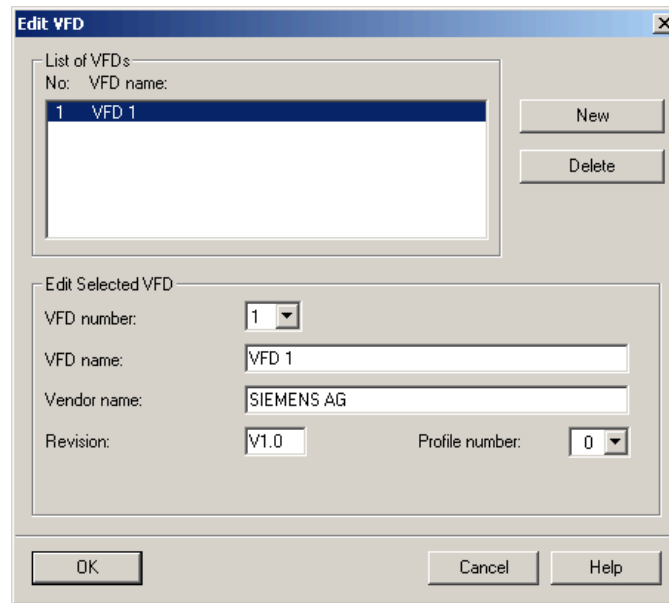 Edit VFD
List of VFDs
No: VFD name:
1 VFD 1
New
Delete
Edit Selected VFD
VFD number: 1
VFD name: VFD 1
Vendor name: SIEMENS AG
Revision: V1.0 Profile number: 0
OK Cancel Help